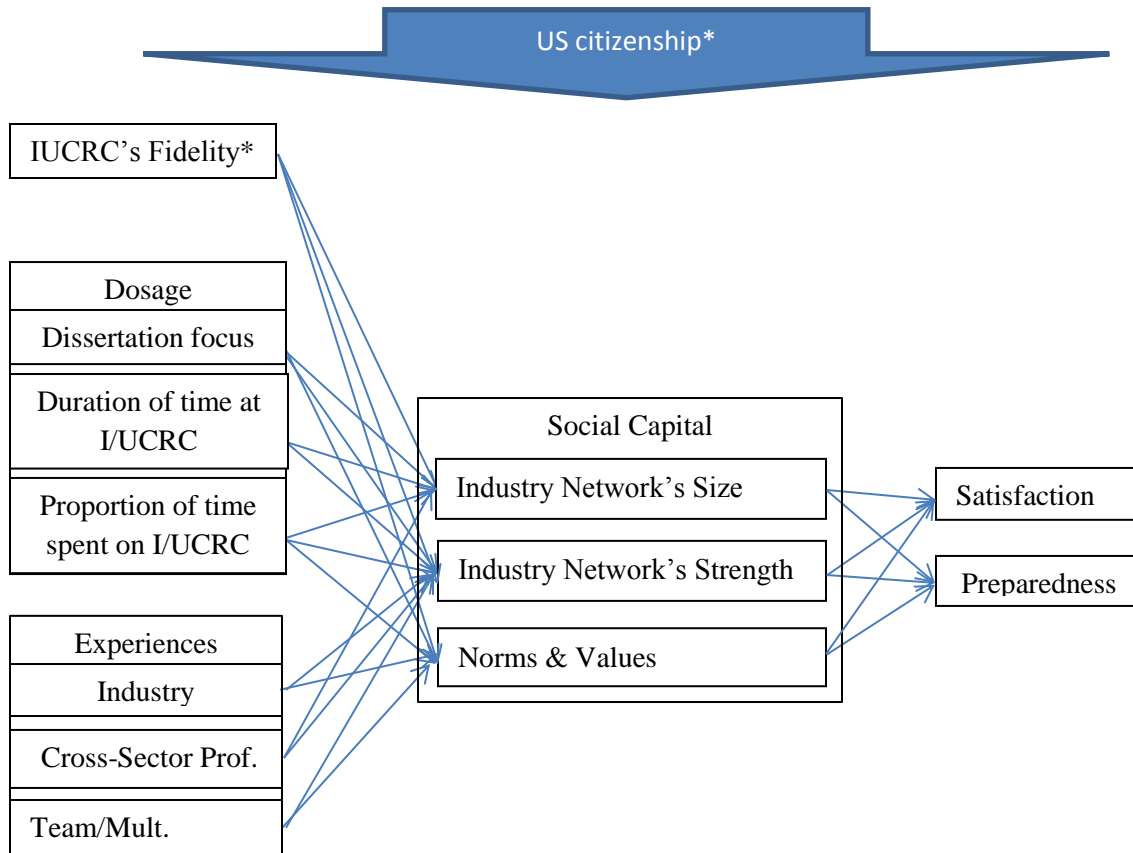 US citizenship*
IUCRC’s Fidelity*
Dosage
Dissertation focus
Duration of time at
I/UCRC
Proportion of time
spent on I/UCRC
Experiences
Industry
Cross-Sector Prof.
Team/Mult.
Social Capital
Industry Network’s Size
Industry Network’s Strength
Norms & Values
Satisfaction
Preparedness